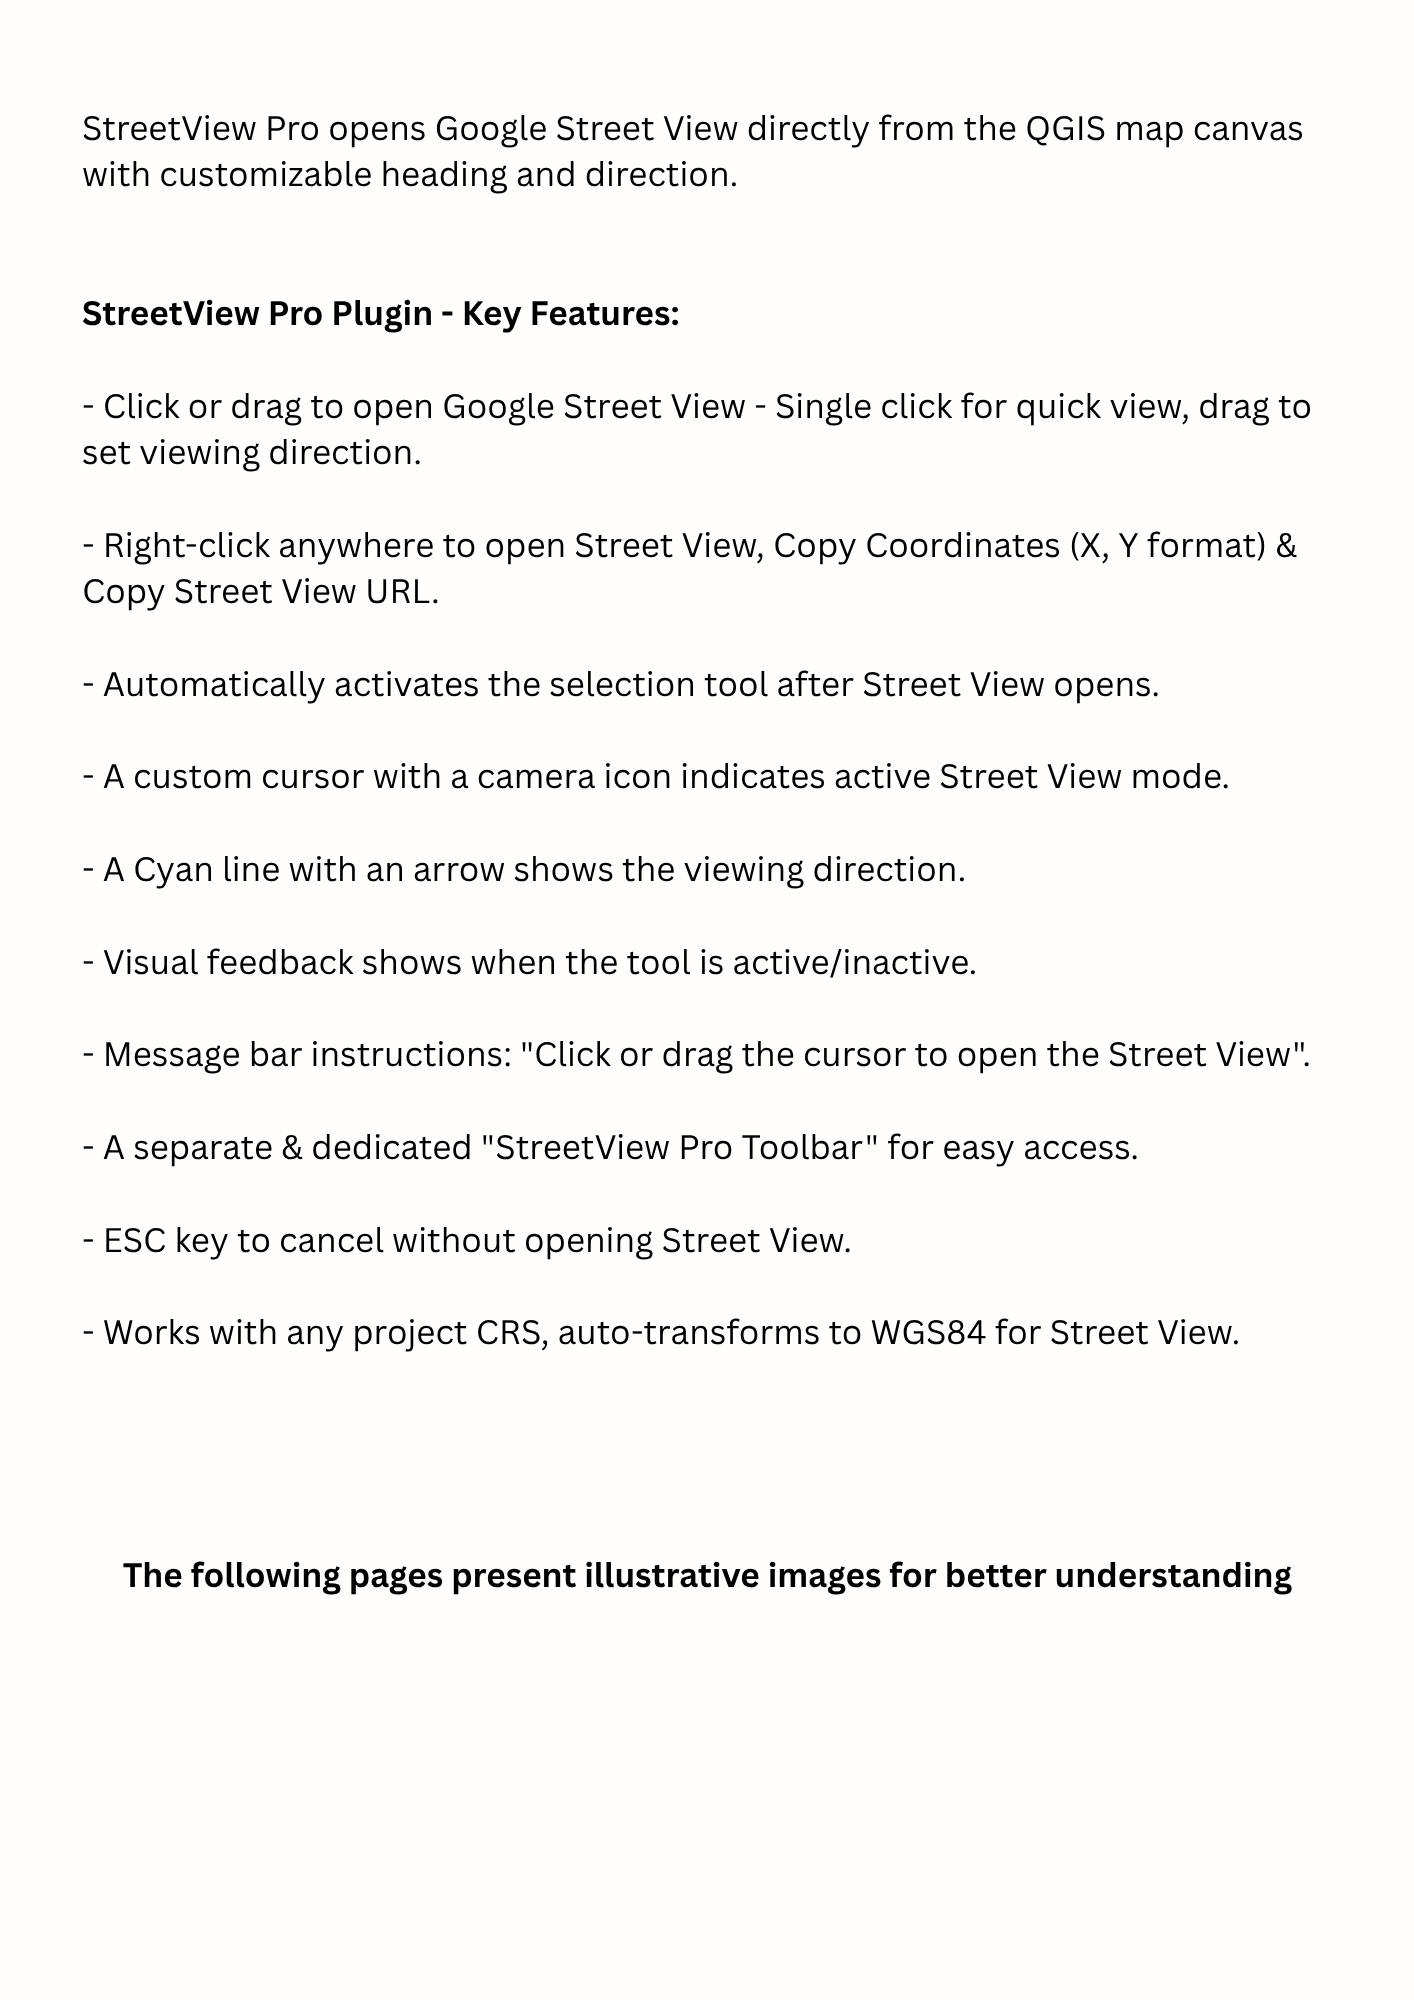 StreetView Pro opens Google Street View directly from the QGIS map canvas
with customizable heading and direction.
StreetView Pro Plugin - Key Features:
- Click or drag to open Google Street View - Single click for quick view, drag to
set viewing direction.
- Right-click anywhere to open Street View, Copy Coordinates (X, Y format) &
Copy Street View URL.
- Automatically activates the selection tool after Street View opens.
- A custom cursor with a camera icon indicates active Street View mode.
- A Cyan line with an arrow shows the viewing direction.
- Visual feedback shows when the tool is active/inactive.
- Message bar instructions: "Click or drag the cursor to open the Street View".
- A separate & dedicated "StreetView Pro Toolbar" for easy access.
- ESC key to cancel without opening Street View.
- Works with any project CRS, auto-transforms to WGS84 for Street View.
The following pages present illustrative images for better understanding